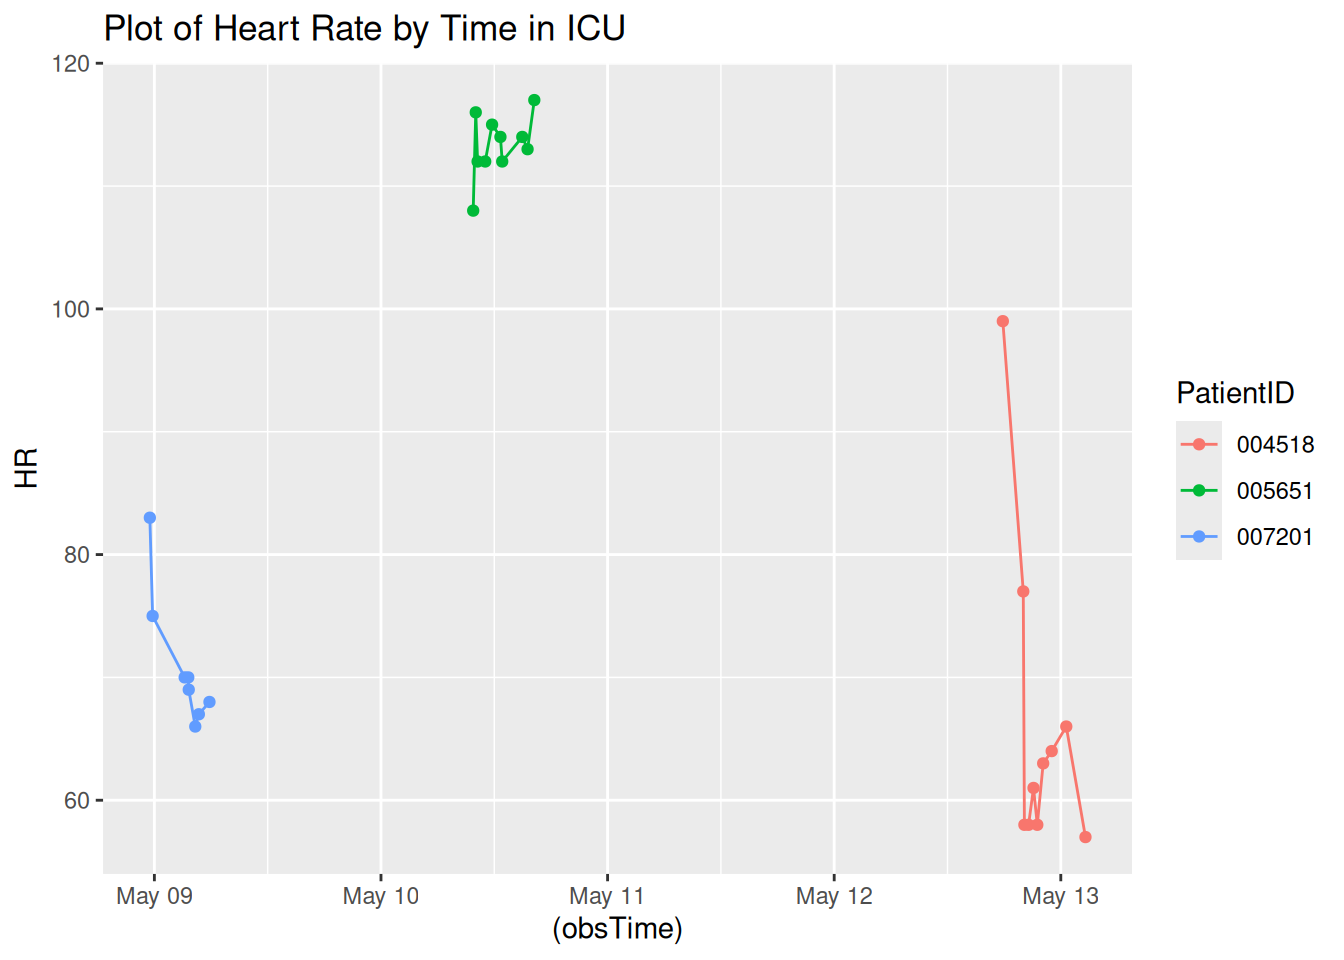 Plot of Heart Rate by Time in ICU
120
100
80
60
HR
May 09
May 10
May 11
May 12
May 13
(obsTime)
PatientID
004518
005651
007201